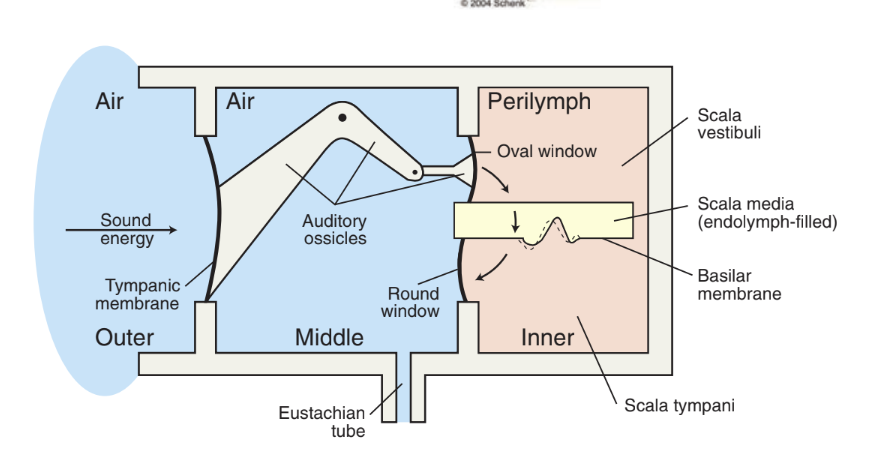 © 2004 Schenk
Air
Air
Perilymph
Scala
vestibuli
Oval window
Scala media
(endolymph-filled)
Sound
energy
Auditory
ossicles
Basilar
membrane
Tympanic
membrane
Round
window
Outer
Middle
Inner
Scala tympani
Eustachian
tube